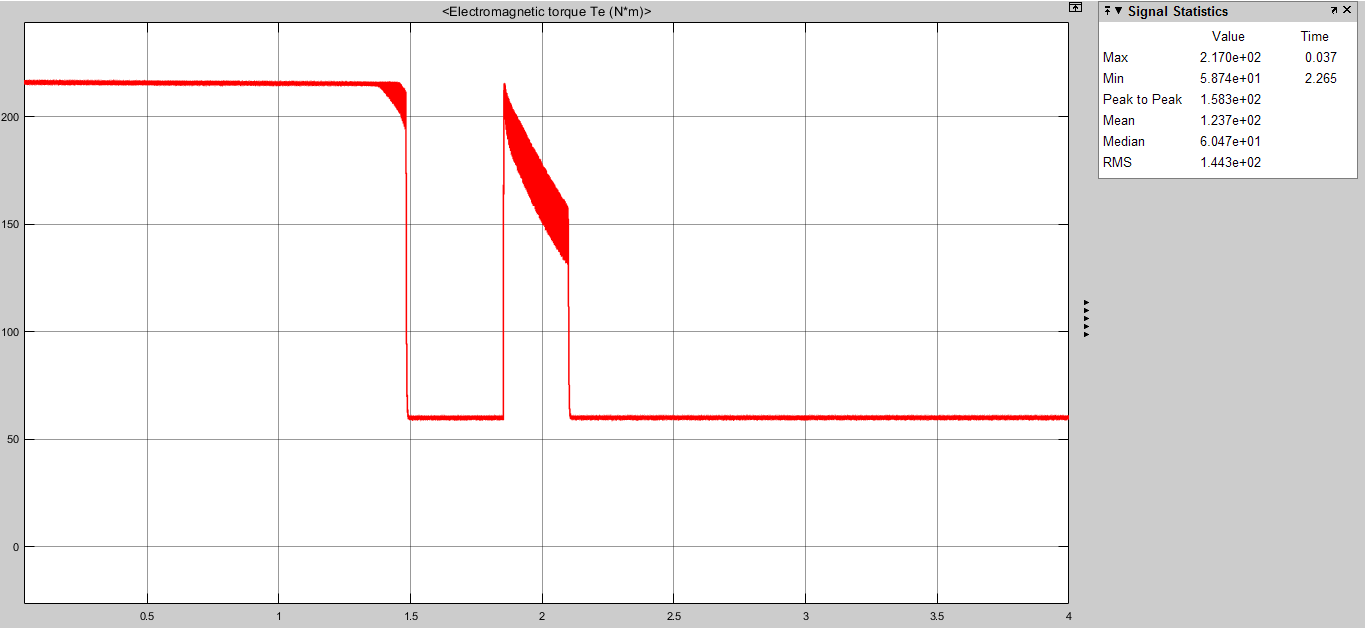 <Electromagnetic torque Te (N*m)>
200
150
100
50
0
0.5 1 1.5 2 2.5 3 3.5 4
Signal Statistics
Value Time
Max 2.170e+02 0.037
Min 5.874e+01 2.265
Peak to Peak 1.583e+02
Mean 1.237e+02
Median 6.047e+01
RMS 1.443e+02